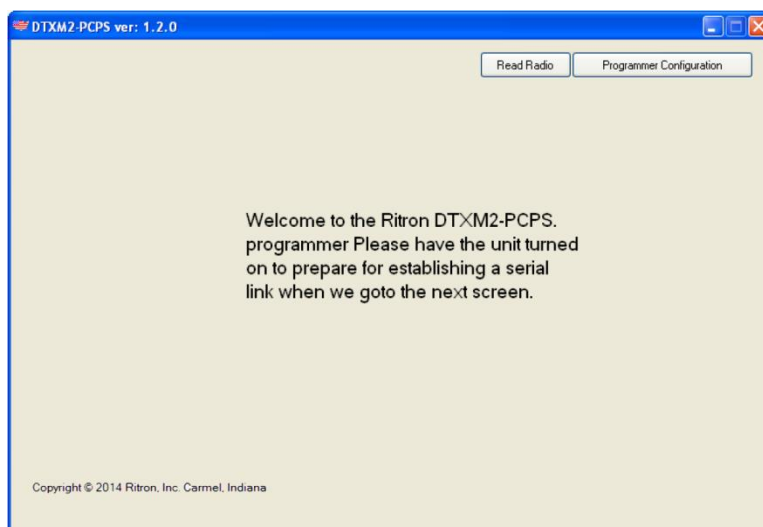 DTXM2-PCPS ver: 1.2.0
Read Radio Programmer Configuration
Welcome to the Ritron DTXM2-PCPS.
programmer Please have the unit turned
on to prepare for establishing a serial
link when we goto the next screen.
Copyright © 2014 Ritron, Inc. Carmel, Indiana